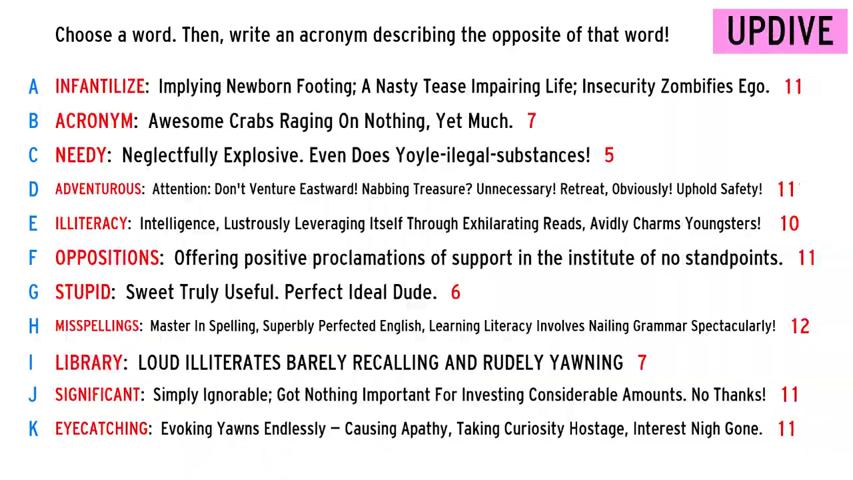 Choose a word. Then, write an acronym describing the opposite of that word! UPDIVE
A INFANTILIZE: Implying Newborn Footing; A Nasty Tease Impairing Life; Insecurity Zombifies Ego. 11
B ACRONYM: Awesome Crabs Raging On Nothing, Yet Much. 7
C NEEDY: Neglectfully Explosive. Even Does Yoyle-ilegal-substances! 5
D ADVENTUROUS: Attention: Don't Venture Eastward! Nabbing Treasure? Unnecessary! Retreat, Obviously! Uphold Safety! 11
E ILLITERACY: Intelligence, Lustrously Leveraging Itself Through Exhilarating Reads, Avidly Charms Youngsters! 10
F OPPOSITIONS: Offering positive proclamations of support in the institute of no standpoints. 11
G STUPID: Sweet Truly Useful. Perfect Ideal Dude. 6
H MISSPELLINGS: Master In Spelling, Superbly Perfected English, Learning Literacy Involves Nailing Grammar Spectacularly! 12
I LIBRARY: LOUD ILLITERATES BARELY RECALLING AND RUDELY YAWNING 7
J SIGNIFICANT: Simply Ignorable; Got Nothing Important For Investing Considerable Amounts. No Thanks! 11
K EYECATCHING: Evoking Yawns Endlessly – Causing Apathy, Taking Curiosity Hostage, Interest Nigh Gone. 11